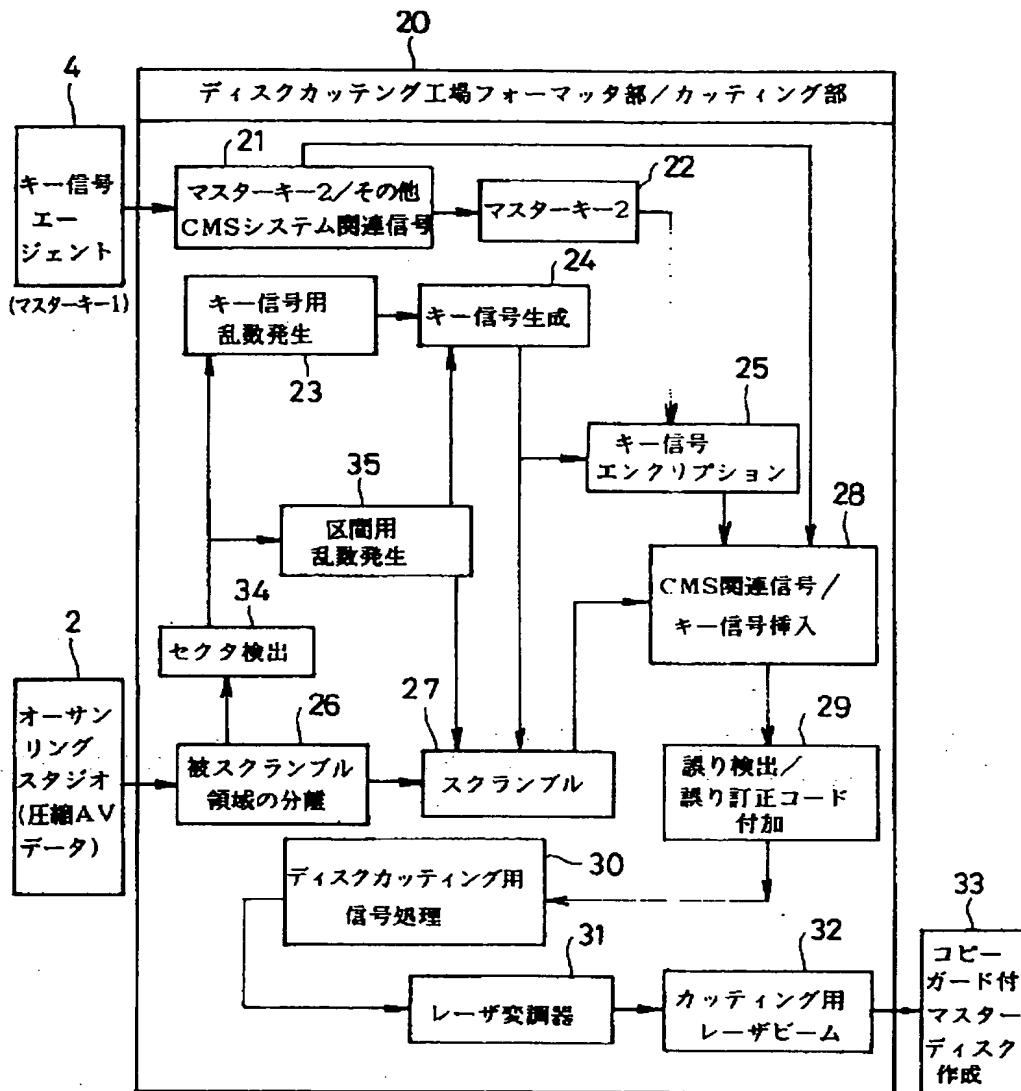 20
ディスクカッテング工場フォーマッタ部/カッティング部
4
キー信号
エー
ジェント
(マスターキー1)
21
マスターキー2/その他
CMSシステム関連信号
22
マスターキー2
キー信号用
乱数発生
23
24
キー信号生成
25
キー信号
エンクリプション
35
区間用
乱数発生
28
CMS関連信号/
キー信号挿入
34
セクタ検出
2
オーサン
リング
スタジオ
(圧縮AV
データ)
26
被スクランブル
領域の分離
27
スクランブル
29
誤り検出/
誤り訂正コード
付加
30
ディスクカッティング用
信号処理
31
レーザ変調器
32
カッティング用
レーザビーム
33
コピー
ガード付
マスター
ディスク
作成